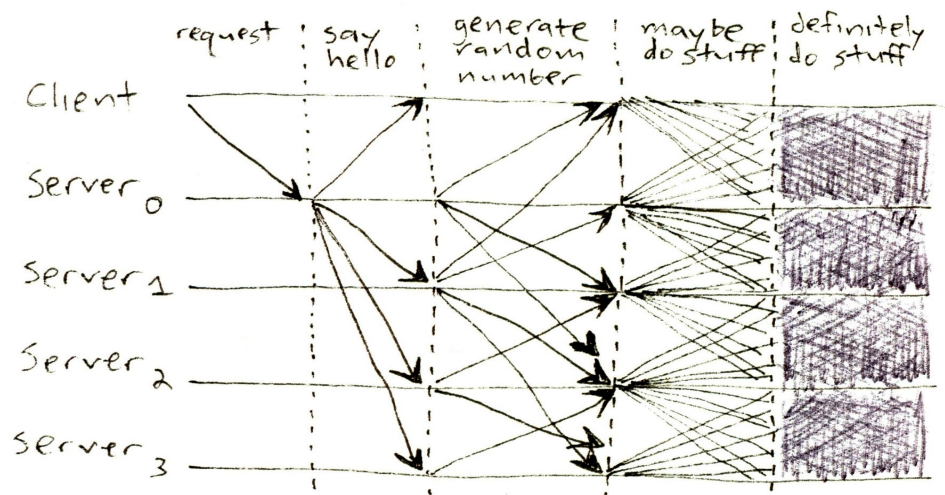 request
say
hello
generate
random
number
maybe
do stuff
definitely
do stuff
Client
Server 0
Server 1
Server 2
Server 3